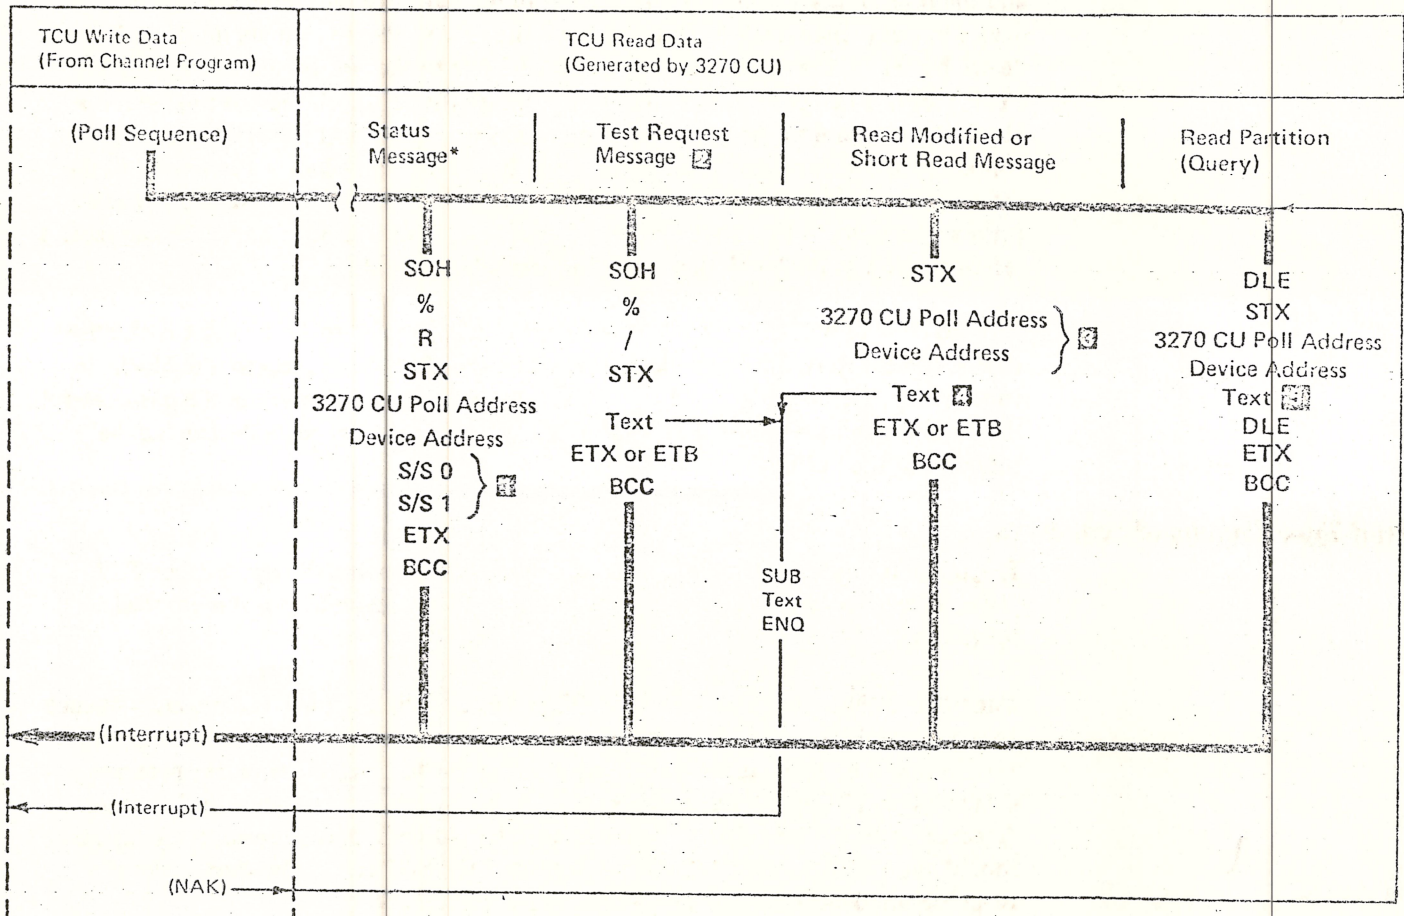 TCU Write Data
(From Channel Program)
TCU Read Data
(Generated by 3270 CU)
(Poll Sequence)
Status
Message*
Test Request
Message 2
Read Modified or
Short Read Message
Read Partition
(Query)
SOH
%
R
STX
3270 CU Poll Address
Device Address
S/S 0
S/S 1
1
ETX
BCC
SOH
%
/
STX
Text
ETX or ETB
BCC
SUB
Text
ENQ
STX
3270 CU Poll Address
Device Address
3
Text 4
ETX or ETB
BCC
DLE
STX
3270 CU Poll Address
Device Address
Text
DLE
ETX
BCC
(Interrupt)
(Interrupt)
(NAK)